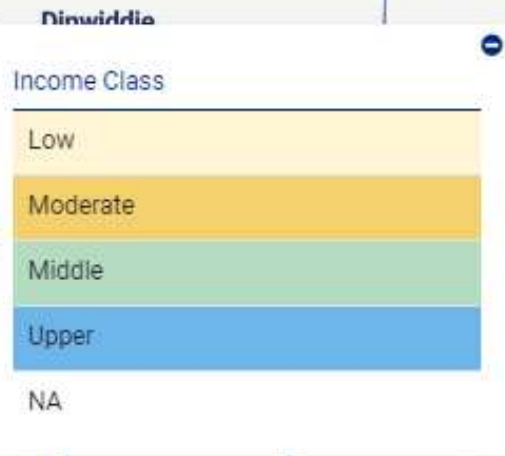 Dinwiddie
Income Class
Low
Moderate
Middle
Upper
NA